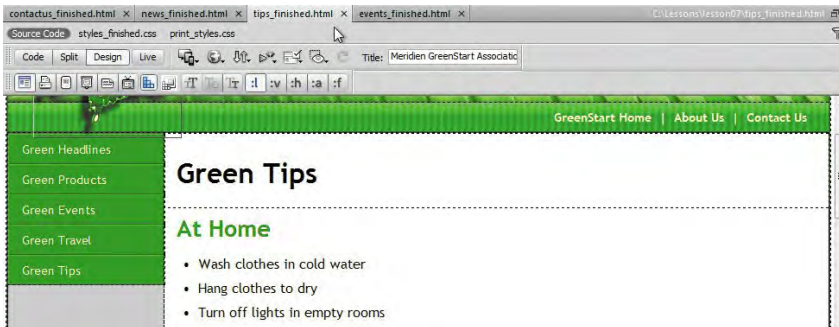 contactus_finished.html × news_finished.html × tips_finished.html × events_finished.html × C:\Lessons\lesson07\tips_finished.html
Source Code styles_finished.css print_styles.css
Code Split Design Live Title: Meridien GreenStart Associatic
:l :v :h :a :f
GreenStart Home | About Us | Contact Us
Green Headlines
Green Products
Green Events
Green Travel
Green Tips
Green Tips
At Home
• Wash clothes in cold water
• Hang clothes to dry
• Turn off lights in empty rooms